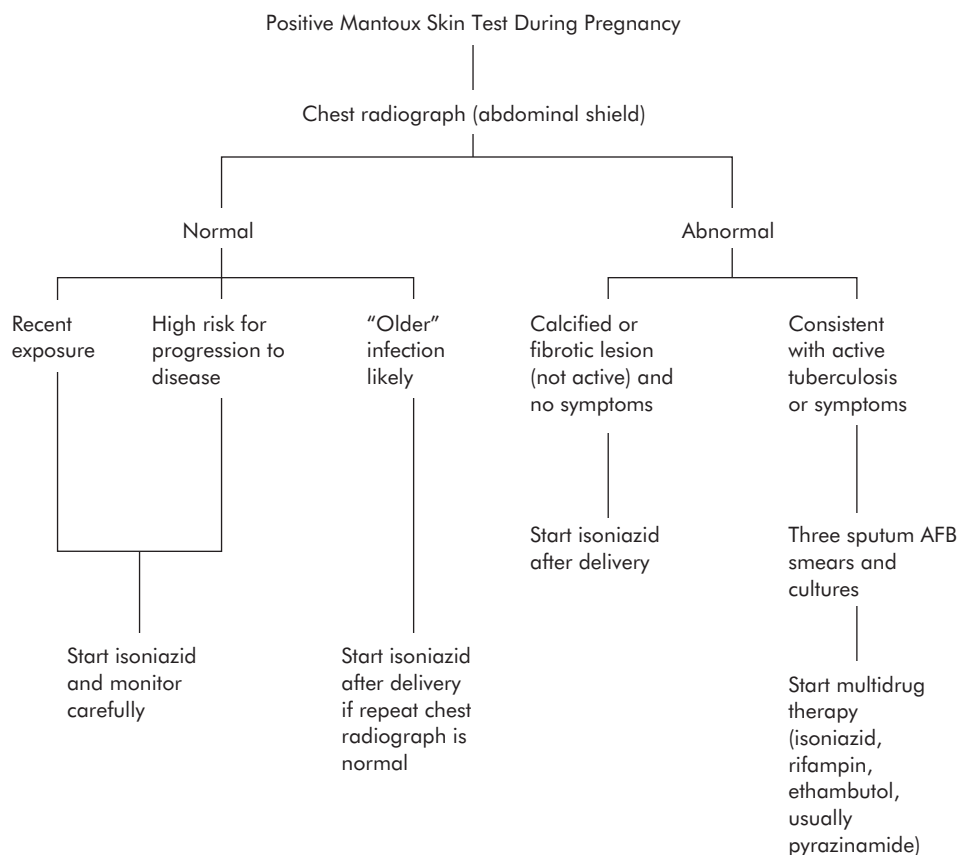 Positive Mantoux Skin Test During Pregnancy
Chest radiograph (abdominal shield)
Normal
Abnormal
Recent
exposure
High risk for
progression to
disease
“Older”
infection
likely
Calcified or
fibrotic lesion
(not active) and
no symptoms
Consistent
with active
tuberculosis
or symptoms
Start isoniazid
and monitor
carefully
Start isoniazid
after delivery
if repeat chest
radiograph is
normal
Start isoniazid
after delivery
Three sputum AFB
smears and
cultures
Start multidrug
therapy
(isoniazid,
rifampin,
ethambutol,
usually
pyrazinamide)